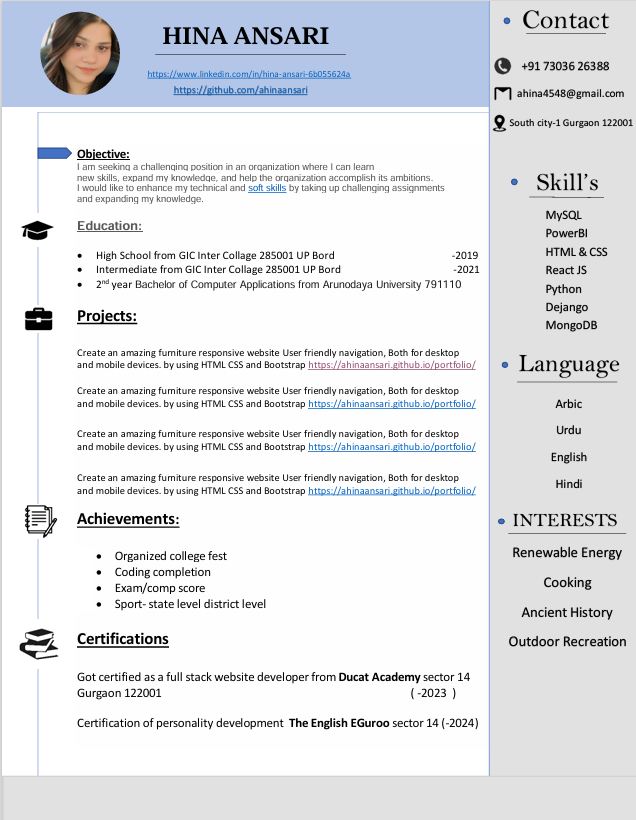 HINA ANSARI
https://www.linkedin.com/in/hina-ansari-6b055624a
https://github.com/ahinaansari
Objective:
I am seeking a challenging position in an organization where I can learn
new skills, expand my knowledge, and help the organization accomplish its ambitions.
I would like to enhance my technical and soft skills by taking up challenging assignments
and expanding my knowledge.
Education:
• High School from GIC Inter Collage 285001 UP Bord -2019
• Intermediate from GIC Inter Collage 285001 UP Bord -2021
• 2nd year Bachelor of Computer Applications from Arunodaya University 791110
Projects:
Create an amazing furniture responsive website User friendly navigation, Both for desktop
and mobile devices. by using HTML CSS and Bootstrap https://ahinaansari.github.io/portfolio/
Create an amazing furniture responsive website User friendly navigation, Both for desktop
and mobile devices. by using HTML CSS and Bootstrap https://ahinaansari.github.io/portfolio/
Create an amazing furniture responsive website User friendly navigation, Both for desktop
and mobile devices. by using HTML CSS and Bootstrap https://ahinaansari.github.io/portfolio/
Create an amazing furniture responsive website User friendly navigation, Both for desktop
and mobile devices. by using HTML CSS and Bootstrap https://ahinaansari.github.io/portfolio/
Achievements:
• Organized college fest
• Coding completion
• Exam/comp score
• Sport- state level district level
Certifications
Got certified as a full stack website developer from Ducat Academy sector 14
Gurgaon 122001 ( -2023 )
Certification of personality development The English EGuroo sector 14 (-2024)
• Contact
+91 73036 26388
ahina4548@gmail.com
South city-1 Gurgaon 122001
• Skill's
MySQL
PowerBI
HTML & CSS
React JS
Python
Dejango
MongoDB
• Language
Arbic
Urdu
English
Hindi
• INTERESTS
Renewable Energy
Cooking
Ancient History
Outdoor Recreation